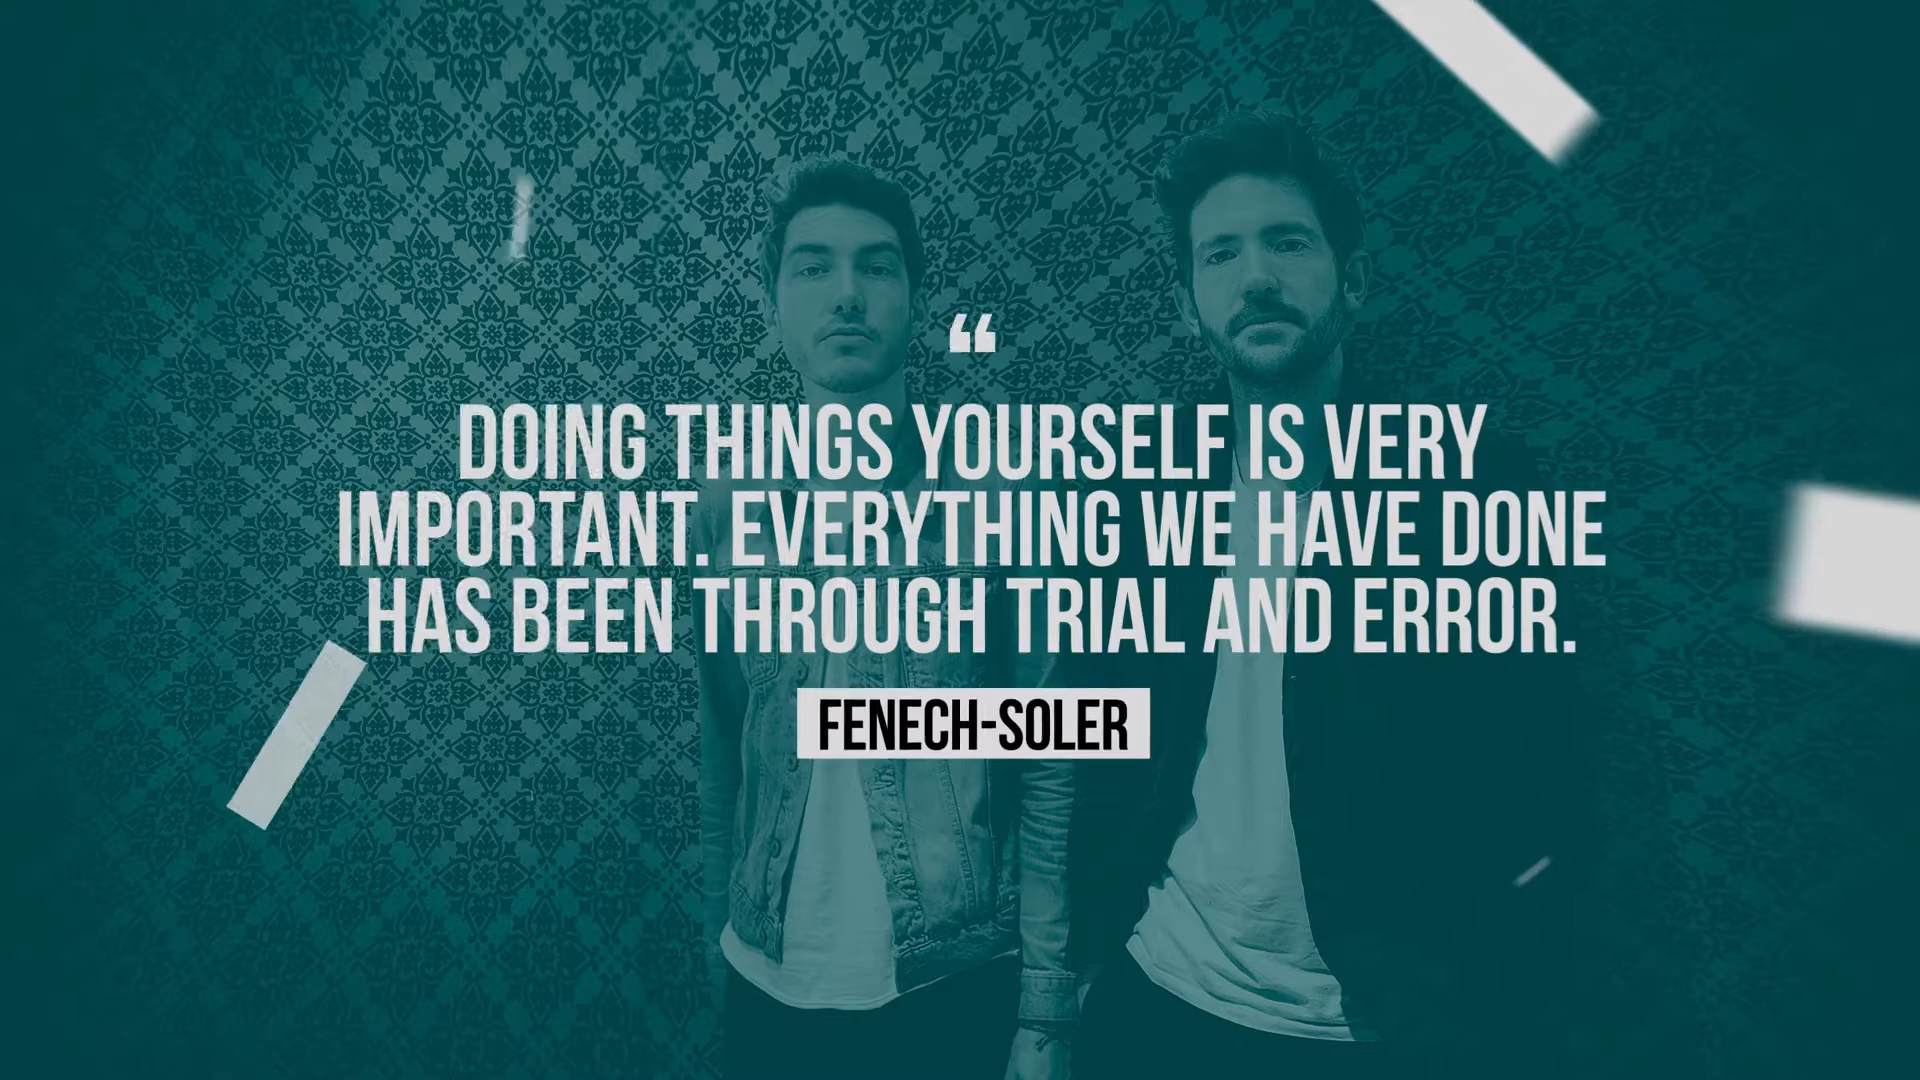 “
DOING THINGS YOURSELF IS VERY
IMPORTANT. EVERYTHING WE HAVE DONE
HAS BEEN THROUGH TRIAL AND ERROR.
FENECH-SOLER